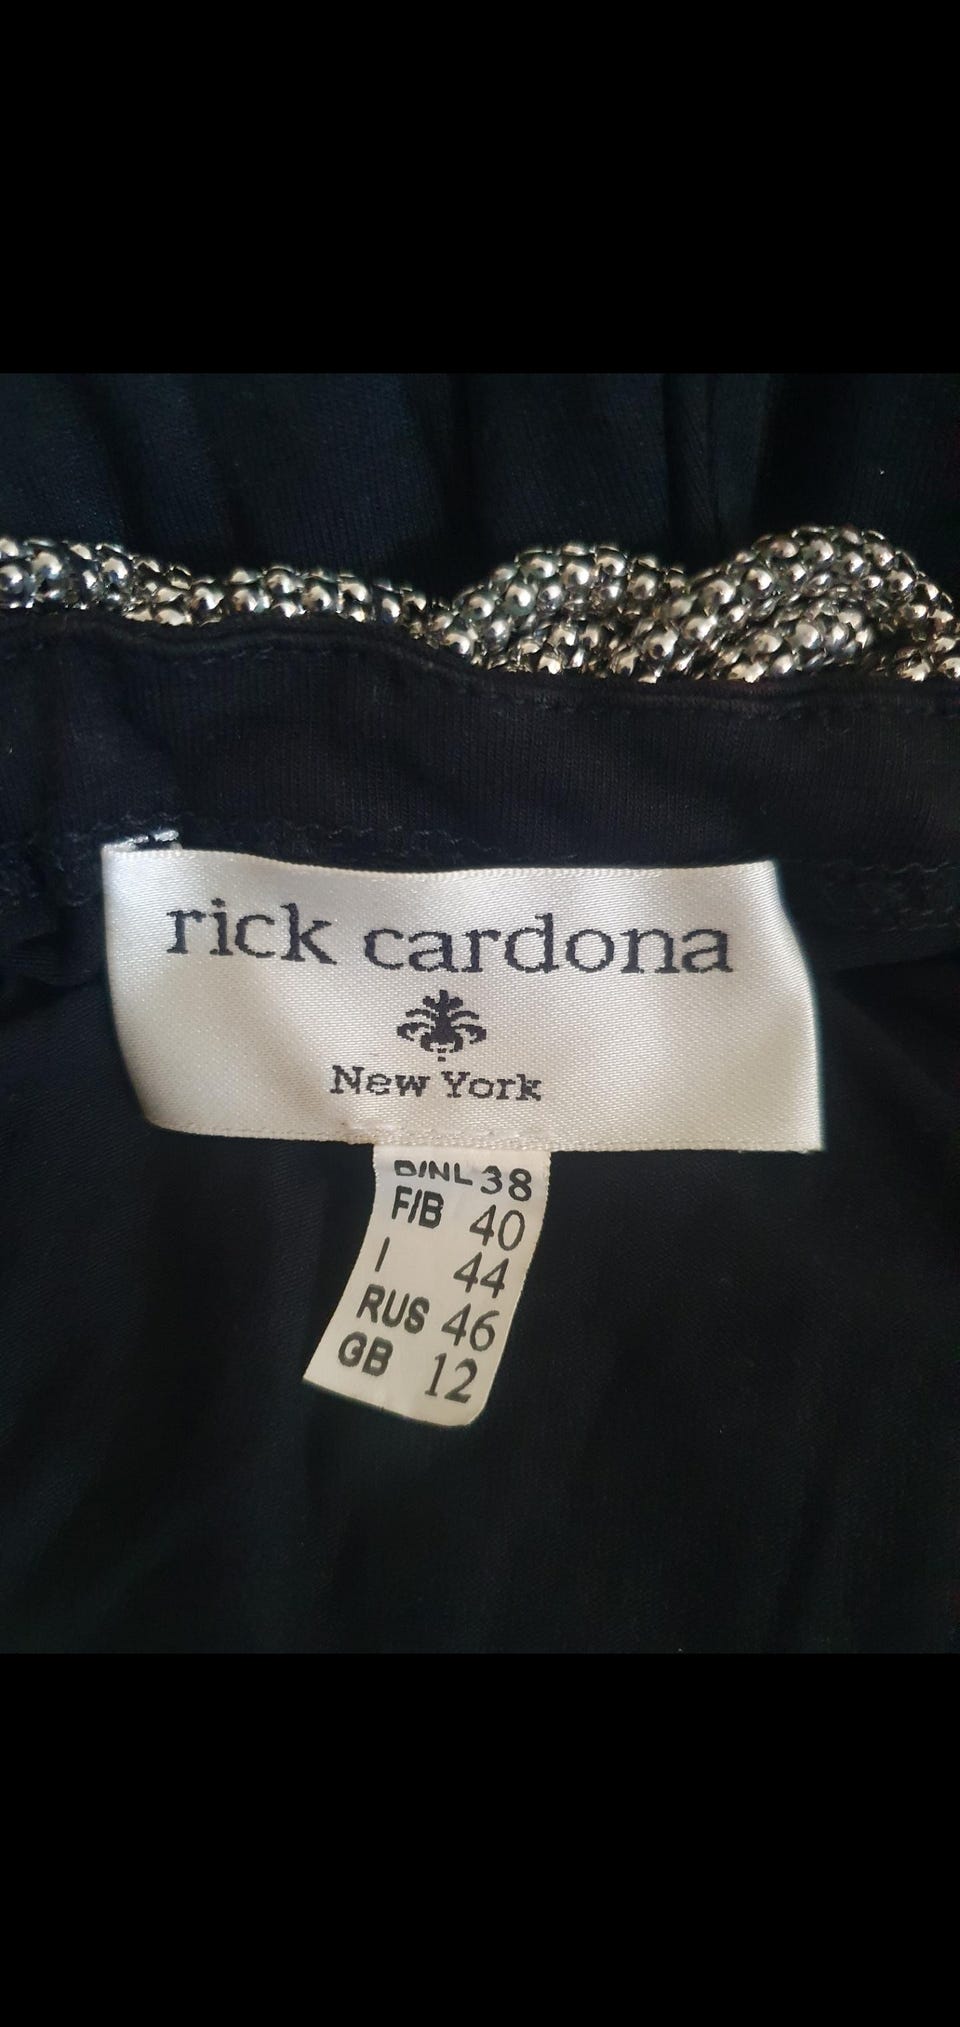 rick cardona
New York
D/NL 38
F/B 40
I 44
RUS 46
GB 12